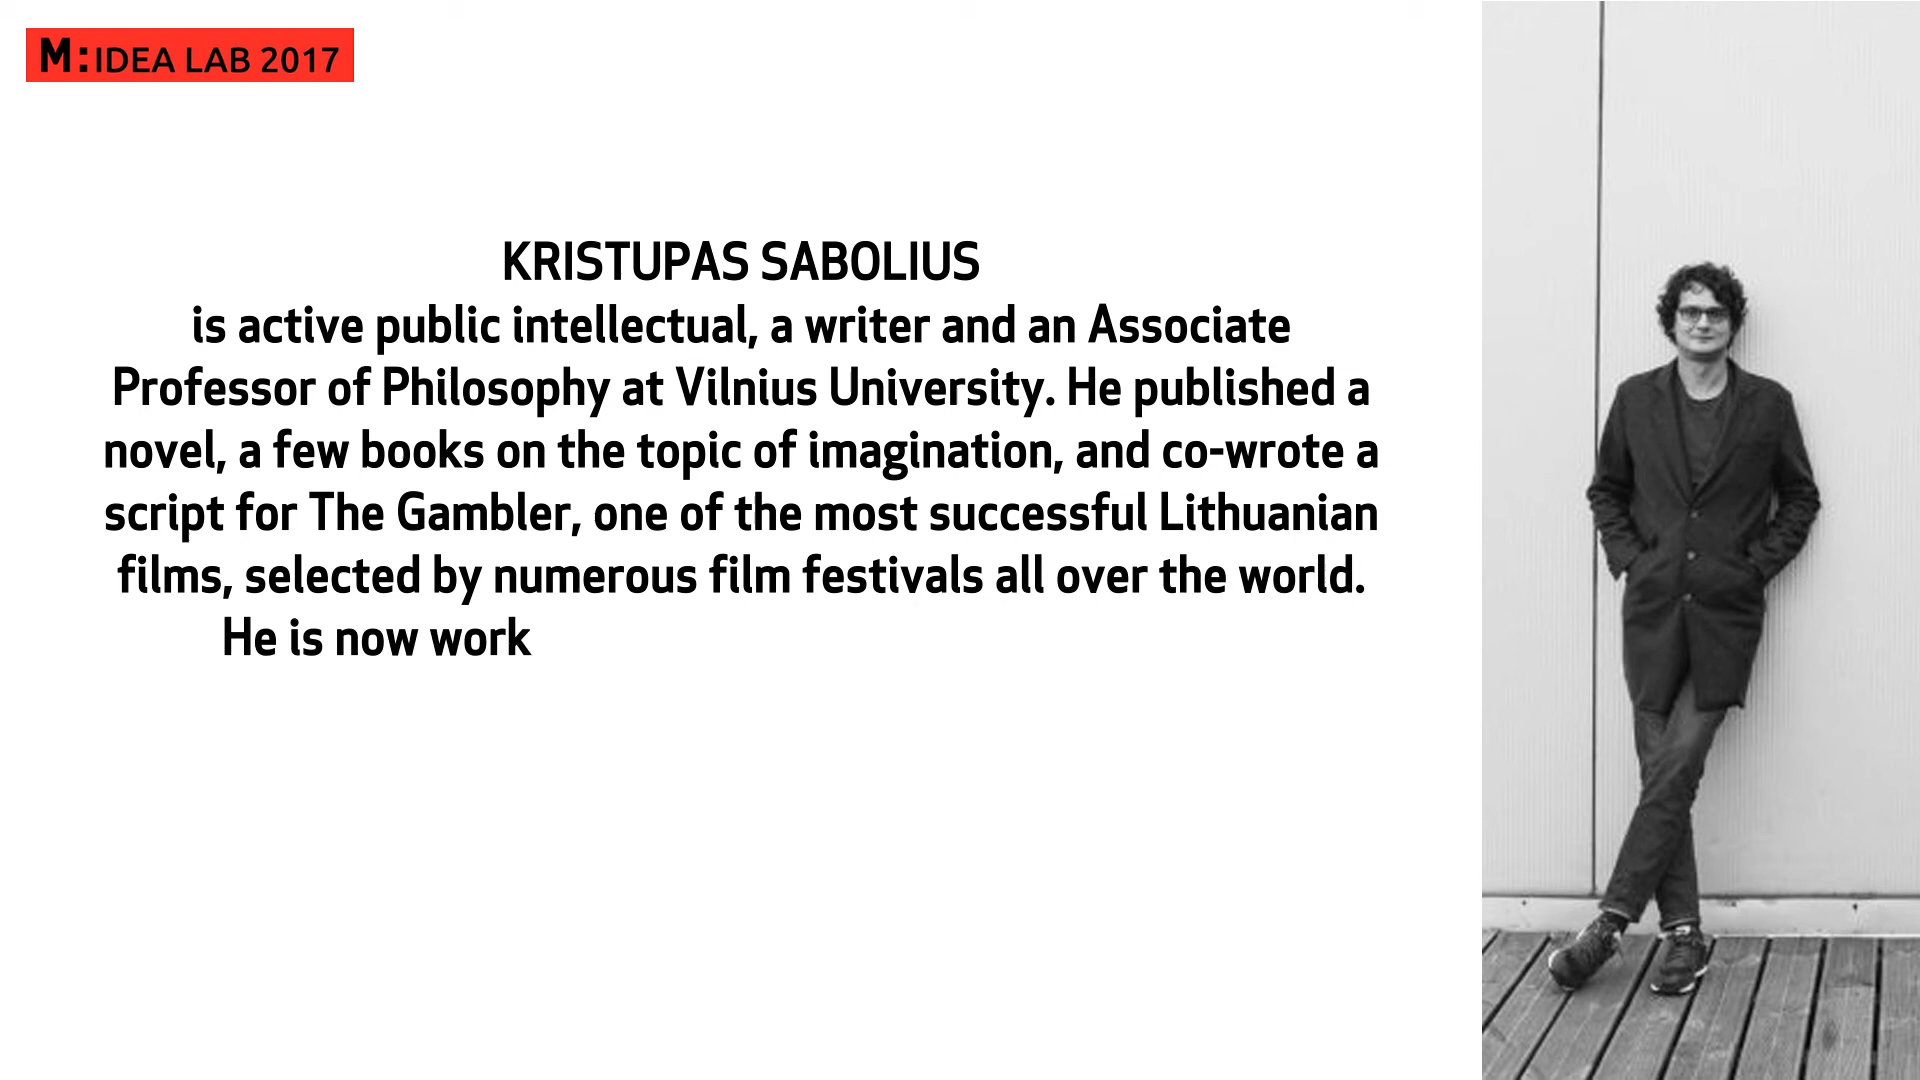 M:IDEA LAB 2017
KRISTUPAS SABOLIUS
is active public intellectual, a writer and an Associate
Professor of Philosophy at Vilnius University. He published a
novel, a few books on the topic of imagination, and co-wrote a
script for The Gambler, one of the most successful Lithuanian
films, selected by numerous film festivals all over the world.
He is now work